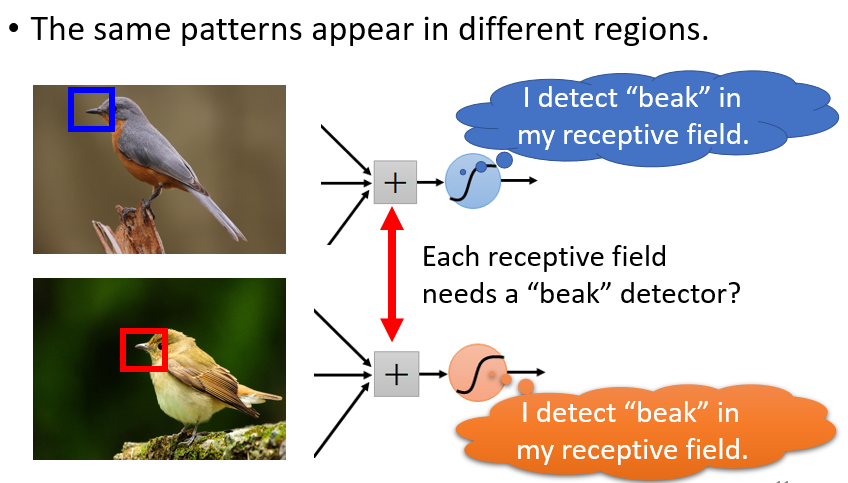 • The same patterns appear in different regions.
I detect “beak” in
my receptive field.
+
Each receptive field
needs a “beak” detector?
+
I detect “beak” in
my receptive field.